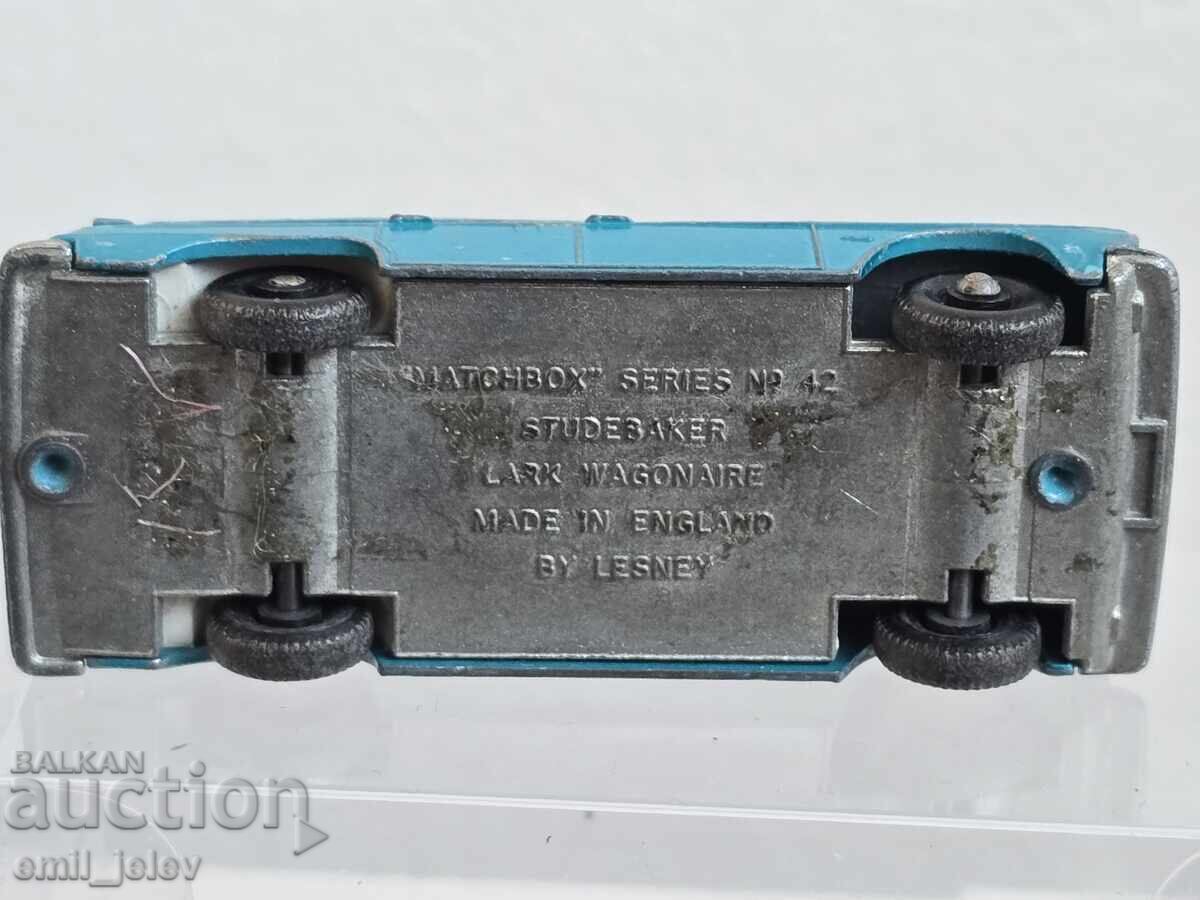 "MATCHBOX" SERIES Nº 42
STUDEBAKER
LARK WAGONAIRE
MADE IN ENGLAND
BY LESNEY
BALKAN
auction
emil_jelev